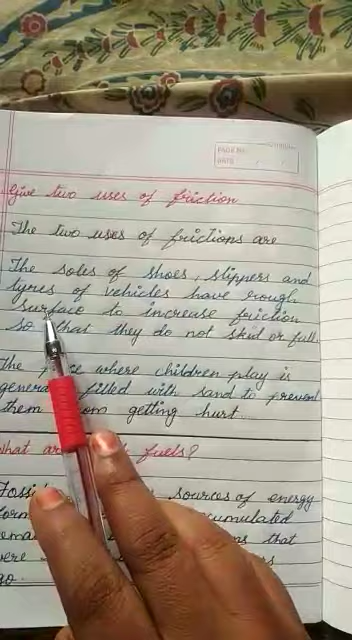 PAGE No.
DATE
Give two uses of friction
The two uses of frictions are
The soles of shoes, slippers and
tyres of vehicles have rough
surface to increase friction
so that they do not skid or fall.
The where children play is
filled with sand to prevent
them getting hurt.
What fuels?
sources of energy
cumulated
that
go.